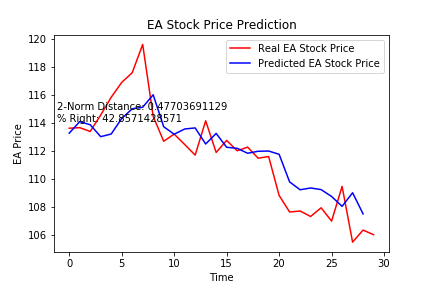 EA Stock Price Prediction
120
118
116
114
112
110
108
106
EA Price
Real EA Stock Price
Predicted EA Stock Price
2-Norm Distance: 0.47703691129
% Right: 42.8571428571
0 5 10 15 20 25 30
Time